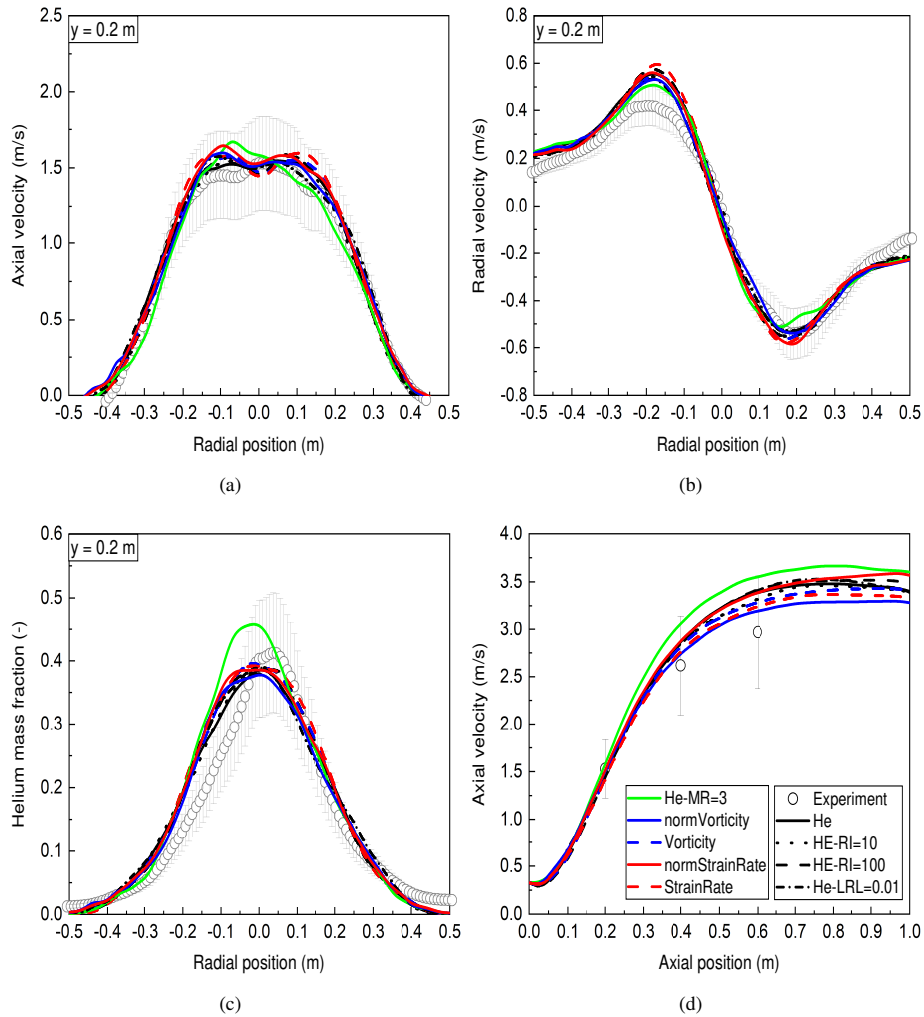 y = 0.2 m
Axial velocity (m/s)
2.5
2.0
1.5
1.0
0.5
0.0
-0.5 -0.4 -0.3 -0.2 -0.1 0.0 0.1 0.2 0.3 0.4 0.5
Radial position (m)
(a)
y = 0.2 m
Radial velocity (m/s)
0.8
0.6
0.4
0.2
0.0
-0.2
-0.4
-0.6
-0.8
-0.5 -0.4 -0.3 -0.2 -0.1 0.0 0.1 0.2 0.3 0.4 0.5
Radial position (m)
(b)
y = 0.2 m
Helium mass fraction (-)
0.6
0.5
0.4
0.3
0.2
0.1
0.0
-0.5 -0.4 -0.3 -0.2 -0.1 0.0 0.1 0.2 0.3 0.4 0.5
Radial position (m)
(c)
Axial velocity (m/s)
4.0
3.5
3.0
2.5
2.0
1.5
1.0
0.5
0.0
He-MR=3
normVorticity
Vorticity
normStrainRate
StrainRate
Experiment
He
HE-RI=10
HE-RI=100
He-LRL=0.01
0.0 0.1 0.2 0.3 0.4 0.5 0.6 0.7 0.8 0.9 1.0
Axial position (m)
(d)